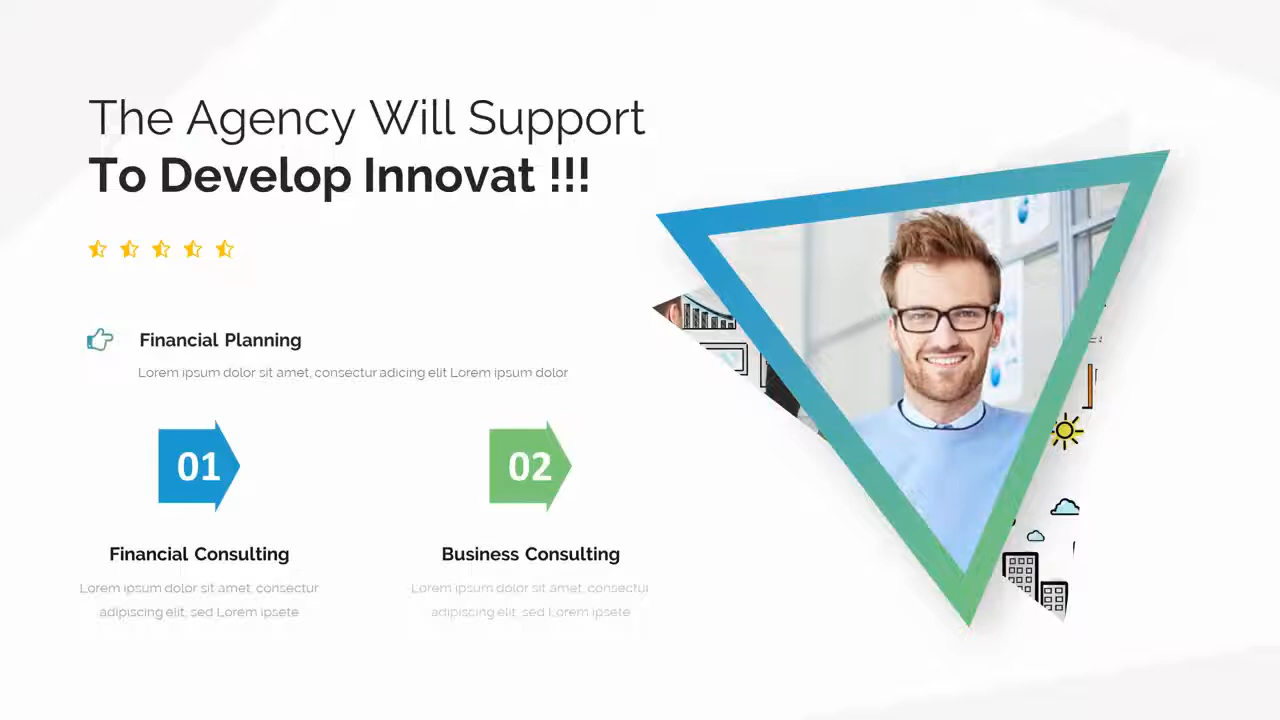 The Agency Will Support
To Develop Innovat !!!
Financial Planning
Lorem ipsum dolor sit amet, consectur adicing elit Lorem ipsum dolor
01
02
Financial Consulting
Business Consulting
Lorem ipsum dolor sit amet, consectur
adipiscing elit, sed Lorem ipsete
Lorem ipsum dolor sit amet, consectur
adipiscing elit, sed Lorem ipsete